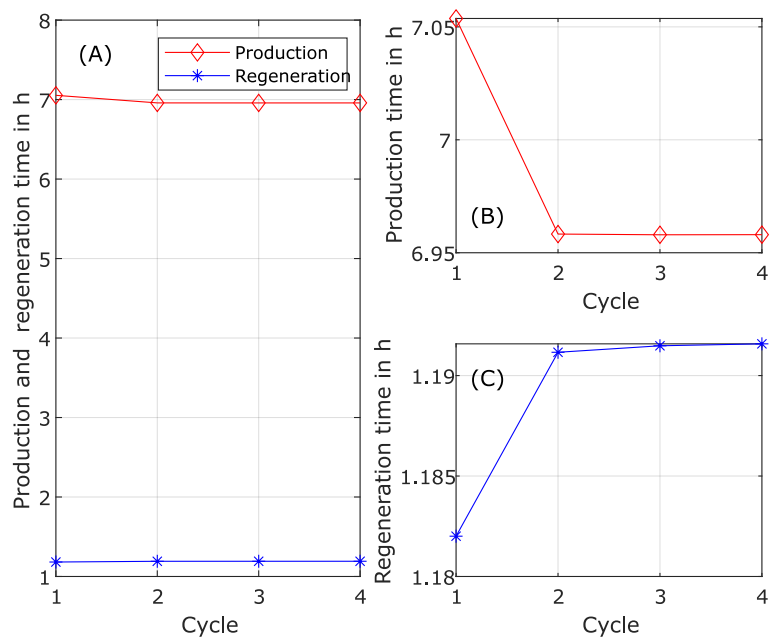 (A)
Production
Regeneration
8
7
6
5
4
3
2
1
1 2 3 4
Cycle
Production and regeneration time in h
(B)
7.05
7
6.95
1 2 3 4
Cycle
Production time in h
(C)
1.19
1.185
1.18
1 2 3 4
Cycle
Regeneration time in h